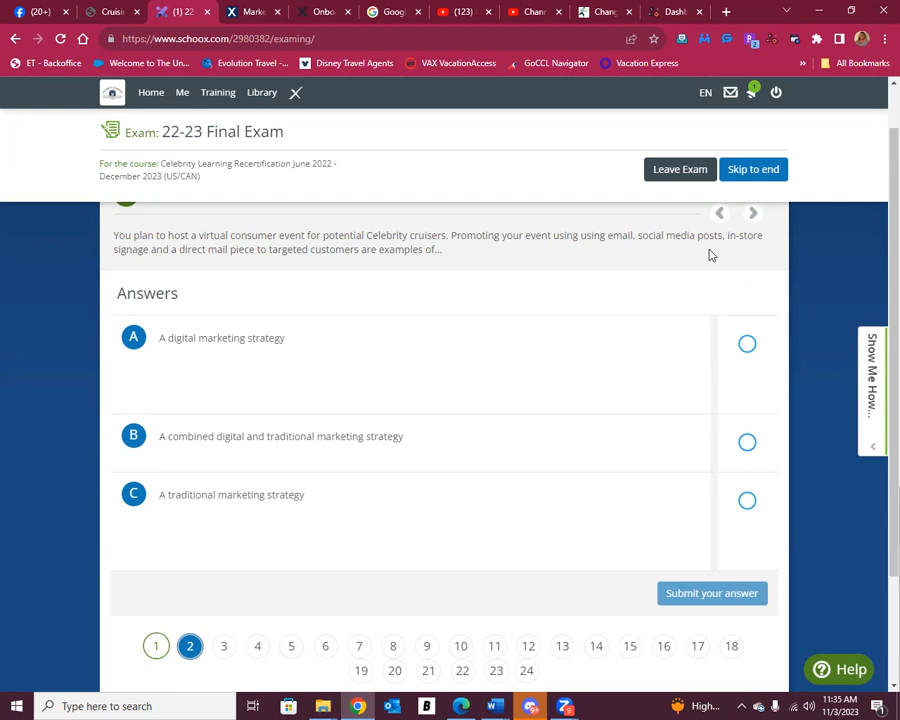 (20+)
Cruisin
(1) 22
Marke
Onbo
Googl
(123)
Chann
Chang
Dashb
https://www.schoox.com/2980382/examing/
ET - Backoffice
Welcome to The Un...
Evolution Travel -...
Disney Travel Agents
VAX VacationAccess
GoCCL Navigator
Vacation Express
»
All Bookmarks
Home Me Training Library
EN
1
Exam: 22-23 Final Exam
For the course: Celebrity Learning Recertification June 2022 -
December 2023 (US/CAN)
Leave Exam
Skip to end
You plan to host a virtual consumer event for potential Celebrity cruisers. Promoting your event using using email, social media posts, in-store
signage and a direct mail piece to targeted customers are examples of...
Answers
A A digital marketing strategy
B A combined digital and traditional marketing strategy
C A traditional marketing strategy
Show Me How...
Submit your answer
1 2 3 4 5 6 7 8 9 10 11 12 13 14 15 16 17 18
19 20 21 22 23 24
Help
Type here to search
High...
11:35 AM
11/3/2023